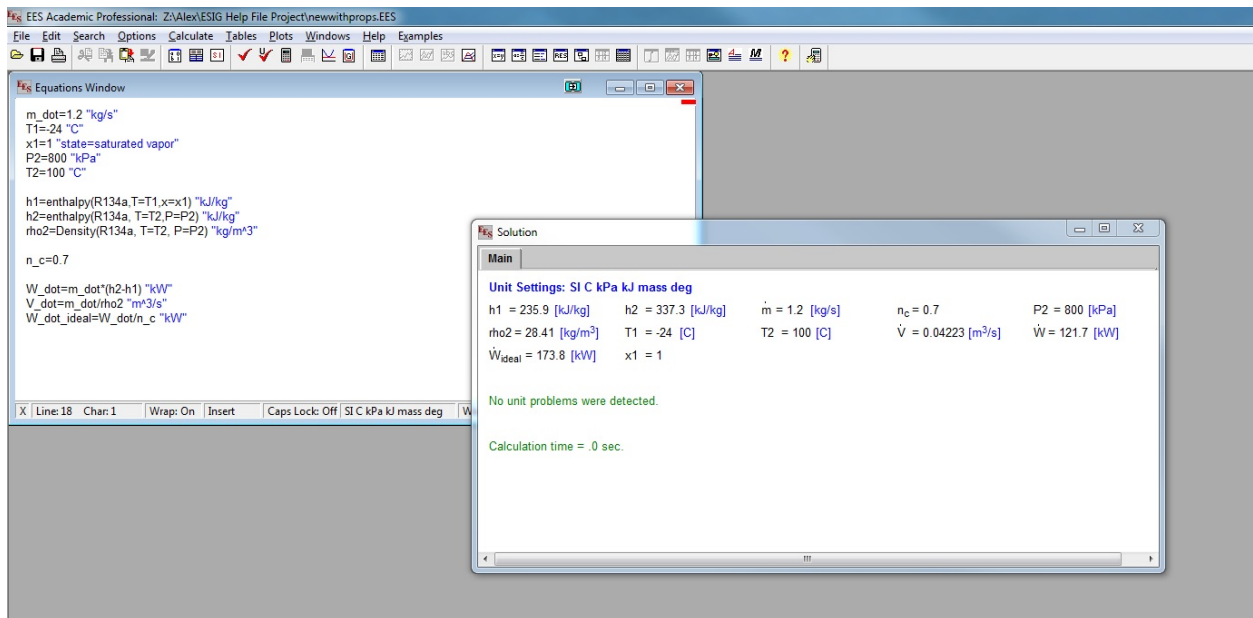 EES Academic Professional: Z:\Alex\ESIG Help File Project\newwithprops.EES
File Edit Search Options Calculate Tables Plots Windows Help Examples
Equations Window
m_dot=1.2 "kg/s"
T1=-24 "C"
x1=1 "state=saturated vapor"
P2=800 "kPa"
T2=100 "C"
h1=enthalpy(R134a,T=T1,x=x1) "kJ/kg"
h2=enthalpy(R134a, T=T2,P=P2) "kJ/kg"
rho2=Density(R134a, T=T2, P=P2) "kg/m^3"
n_c=0.7
W_dot=m_dot*(h2-h1) "kW"
V_dot=m_dot/rho2 "m^3/s"
W_dot_ideal=W_dot/n_c "kW"
X Line: 18 Char: 1 Wrap: On Insert Caps Lock: Off SI C kPa kJ mass deg W
Solution
Main
Unit Settings: SI C kPa kJ mass deg
h1 = 235.9 [kJ/kg] h2 = 337.3 [kJ/kg] ṁ = 1.2 [kg/s] nc = 0.7 P2 = 800 [kPa]
rho2 = 28.41 [kg/m³] T1 = -24 [C] T2 = 100 [C] V̇ = 0.04223 [m³/s] Ẇ = 121.7 [kW]
Ẇideal = 173.8 [kW] x1 = 1
No unit problems were detected.
Calculation time = .0 sec.